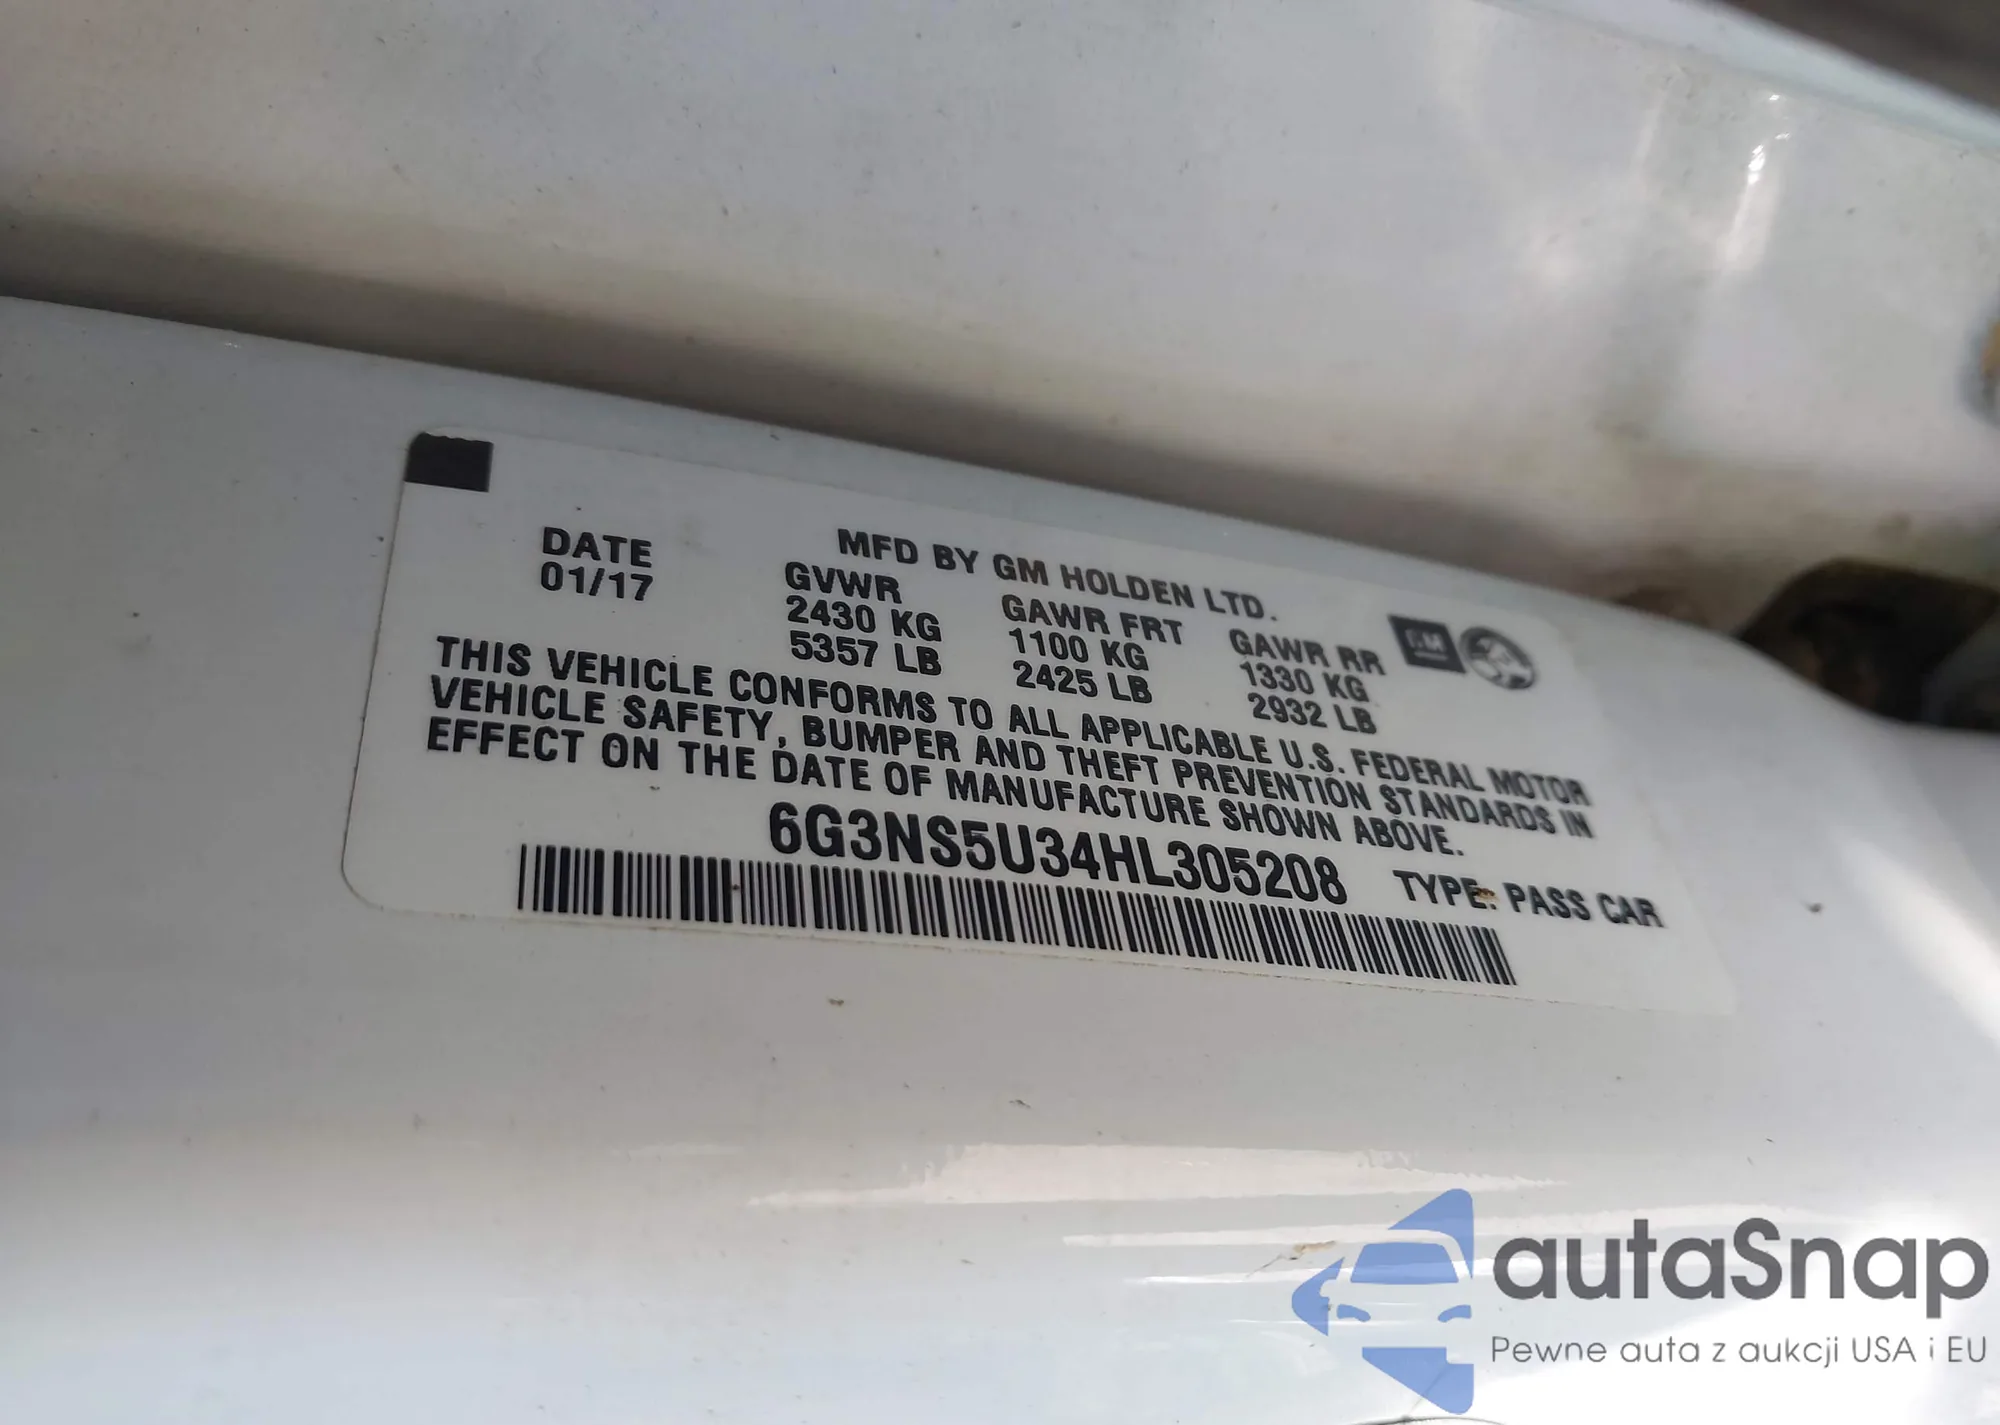 MFD BY GM HOLDEN LTD.
DATE
01/17
GVWR
2430 KG
5357 LB
GAWR FRT
1100 KG
2425 LB
GAWR RR
1330 KG
2932 LB
GM
THIS VEHICLE CONFORMS TO ALL APPLICABLE U.S. FEDERAL MOTOR
VEHICLE SAFETY, BUMPER AND THEFT PREVENTION STANDARDS IN
EFFECT ON THE DATE OF MANUFACTURE SHOWN ABOVE.
6G3NS5U34HL305208
TYPE: PASS CAR
autaSnap
Pewne auta z aukcji USA i EU